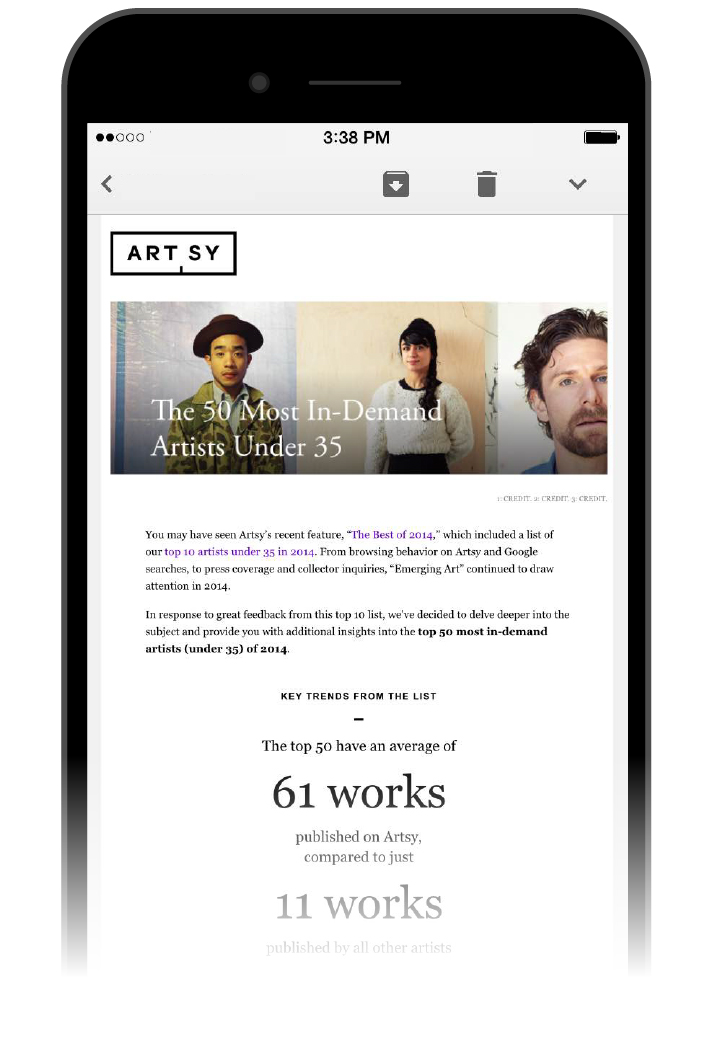 3:38 PM
ARTSY
The 50 Most In-Demand
Artists Under 35
1: CREDIT. 2: CREDIT. 3: CREDIT.
You may have seen Artsy's recent feature, “The Best of 2014,” which included a list of
our top 10 artists under 35 in 2014. From browsing behavior on Artsy and Google
searches, to press coverage and collector inquiries, “Emerging Art” continued to draw
attention in 2014.
In response to great feedback from this top 10 list, we've decided to delve deeper into the
subject and provide you with additional insights into the top 50 most in-demand
artists (under 35) of 2014.
KEY TRENDS FROM THE LIST
–
The top 50 have an average of
61 works
published on Artsy,
compared to just
11 works
published by all other artists